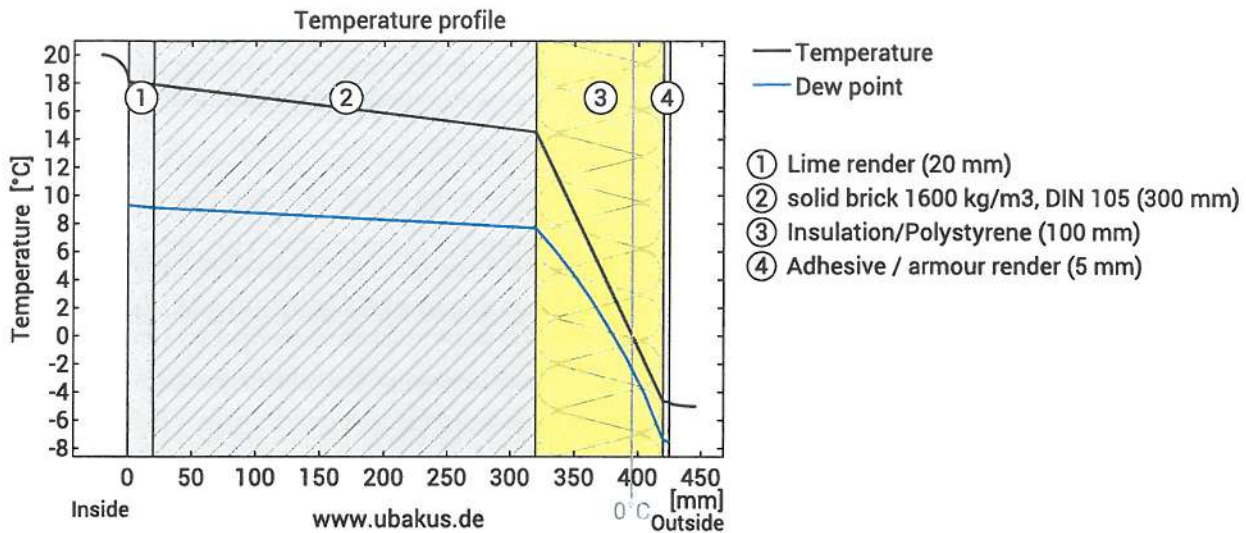 Temperature profile
Temperature [°C]
20
18
16
14
12
10
8
6
4
2
0
-2
-4
-6
-8
1
2
3
4
0 50 100 150 200 250 300 350 400 450
[mm]
0°C
Inside
www.ubakus.de
Outside
Temperature
Dew point
1 Lime render (20 mm)
2 solid brick 1600 kg/m3, DIN 105 (300 mm)
3 Insulation/Polystyrene (100 mm)
4 Adhesive / armour render (5 mm)